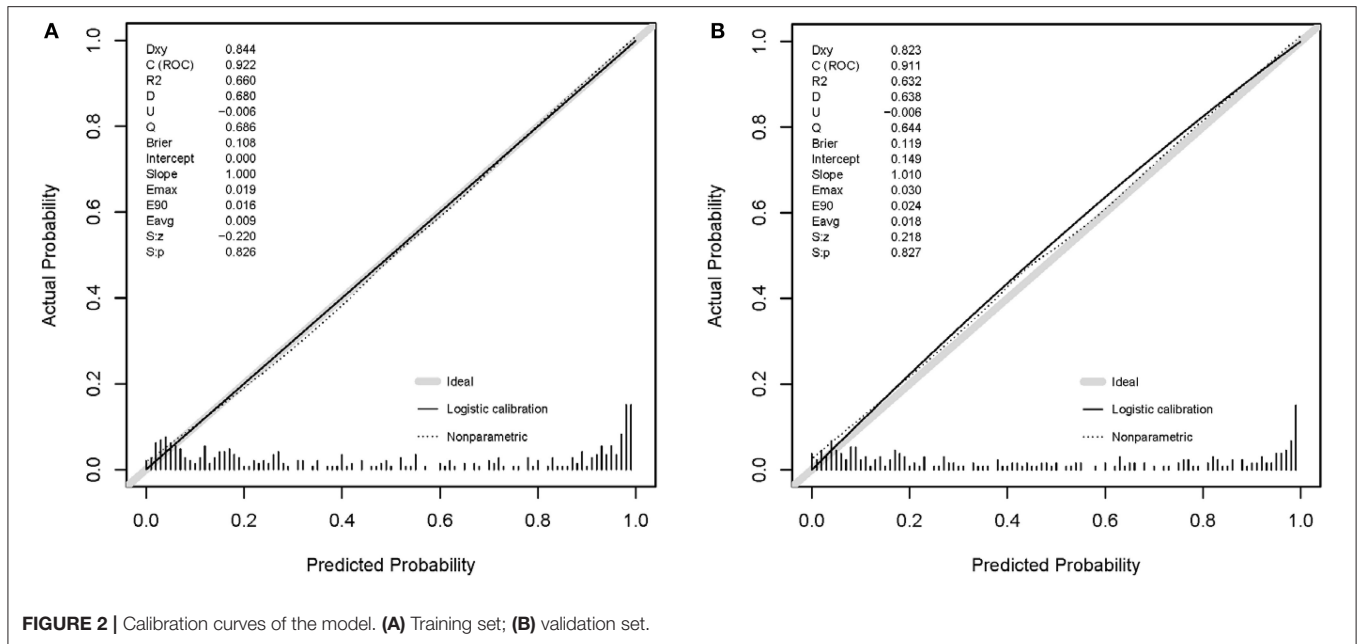 A
Dxy 0.844
C (ROC) 0.922
R2 0.660
D 0.680
U −0.006
Q 0.686
Brier 0.108
Intercept 0.000
Slope 1.000
Emax 0.019
E90 0.016
Eavg 0.009
S:z −0.220
S:p 0.826
Actual Probability
1.0
0.8
0.6
0.4
0.2
0.0
Ideal
Logistic calibration
Nonparametric
0.0 0.2 0.4 0.6 0.8 1.0
Predicted Probability
B
Dxy 0.823
C (ROC) 0.911
R2 0.632
D 0.638
U −0.006
Q 0.644
Brier 0.119
Intercept 0.149
Slope 1.010
Emax 0.030
E90 0.024
Eavg 0.018
S:z 0.218
S:p 0.827
Actual Probability
1.0
0.8
0.6
0.4
0.2
0.0
Ideal
Logistic calibration
Nonparametric
0.0 0.2 0.4 0.6 0.8 1.0
Predicted Probability
FIGURE 2 | Calibration curves of the model. (A) Training set; (B) validation set.